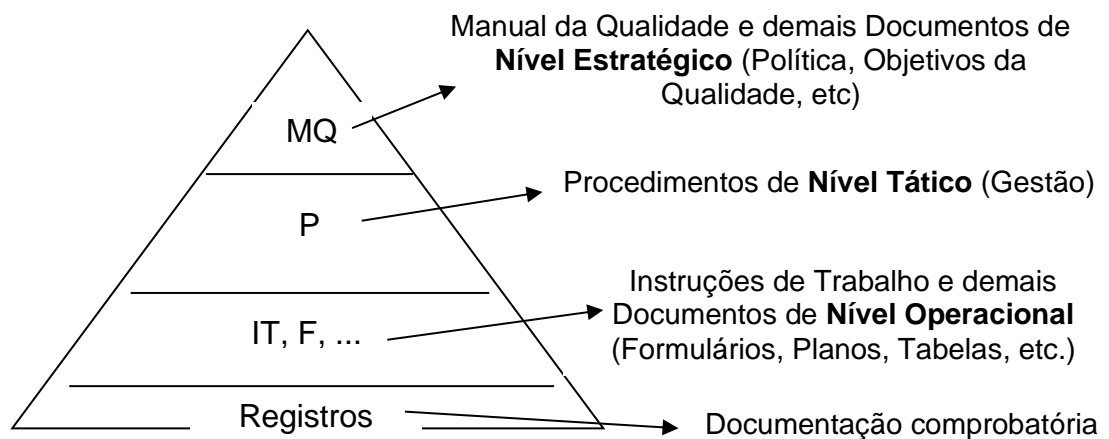 Manual da Qualidade e demais Documentos de
Nível Estratégico (Política, Objetivos da
Qualidade, etc)
MQ
Procedimentos de Nível Tático (Gestão)
P
Instruções de Trabalho e demais
Documentos de Nível Operacional
(Formulários, Planos, Tabelas, etc.)
IT, F, ...
Registros
Documentação comprobatória